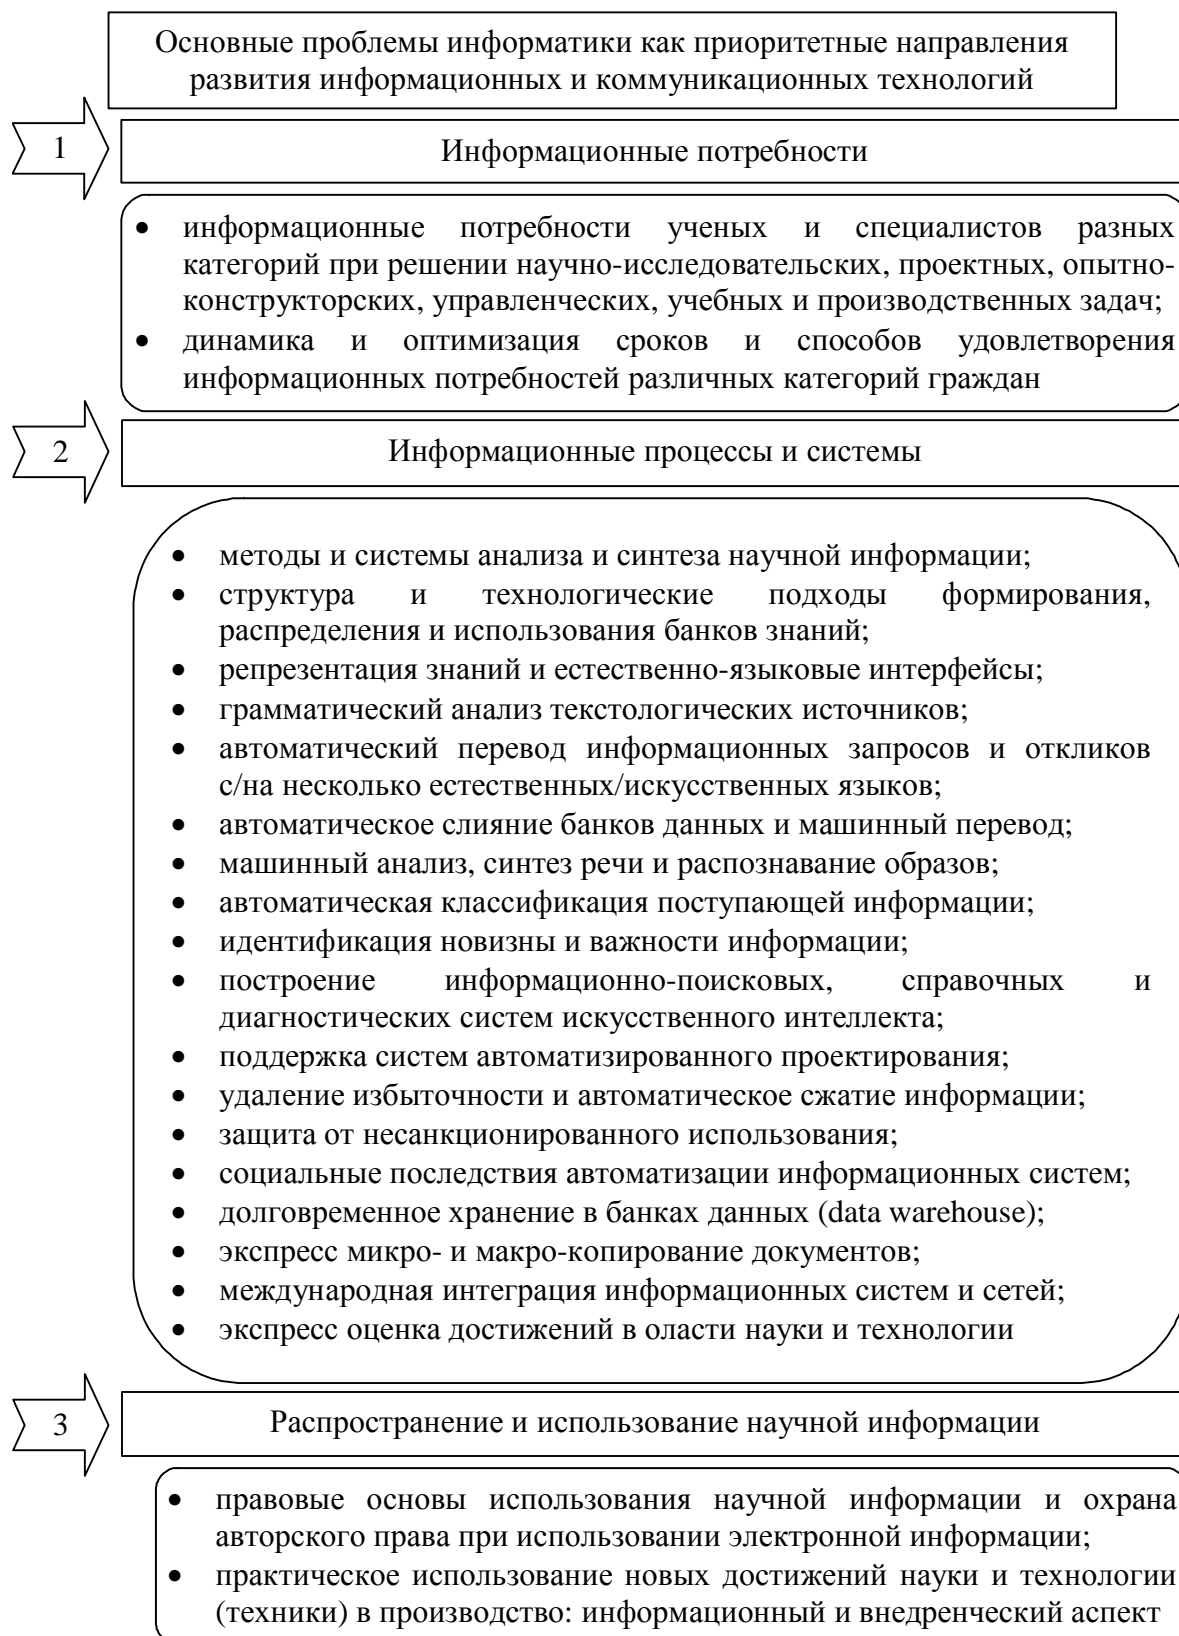 Основные проблемы информатики как приоритетные направления
развития информационных и коммуникационных технологий
1
Информационные потребности
• информационные потребности ученых и специалистов разных
категорий при решении научно-исследовательских, проектных, опытно-
конструкторских, управленческих, учебных и производственных задач;
• динамика и оптимизация сроков и способов удовлетворения
информационных потребностей различных категорий граждан
2
Информационные процессы и системы
• методы и системы анализа и синтеза научной информации;
• структура и технологические подходы формирования,
распределения и использования банков знаний;
• репрезентация знаний и естественно-языковые интерфейсы;
• грамматический анализ текстологических источников;
• автоматический перевод информационных запросов и откликов
с/на несколько естественных/искусственных языков;
• автоматическое слияние банков данных и машинный перевод;
• машинный анализ, синтез речи и распознавание образов;
• автоматическая классификация поступающей информации;
• идентификация новизны и важности информации;
• построение информационно-поисковых, справочных и
диагностических систем искусственного интеллекта;
• поддержка систем автоматизированного проектирования;
• удаление избыточности и автоматическое сжатие информации;
• защита от несанкционированного использования;
• социальные последствия автоматизации информационных систем;
• долговременное хранение в банках данных (data warehouse);
• экспресс микро- и макро-копирование документов;
• международная интеграция информационных систем и сетей;
• экспресс оценка достижений в оласти науки и технологии
3
Распространение и использование научной информации
• правовые основы использования научной информации и охрана
авторского права при использовании электронной информации;
• практическое использование новых достижений науки и технологии
(техники) в производство: информационный и внедренческий аспект